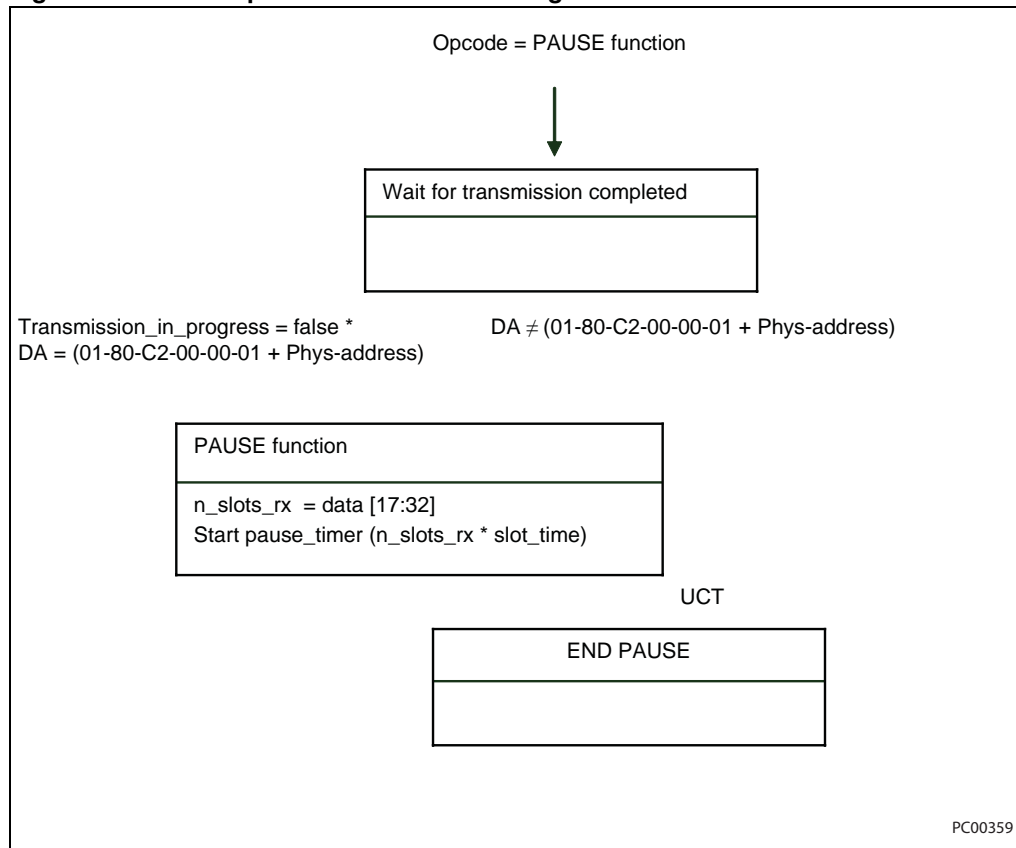 Opcode = PAUSE function
Wait for transmission completed
Transmission_in_progress = false *
DA = (01-80-C2-00-00-01 + Phys-address)
DA ≠ (01-80-C2-00-00-01 + Phys-address)
PAUSE function
n_slots_rx = data [17:32]
Start pause_timer (n_slots_rx * slot_time)
UCT
END PAUSE
PC00359